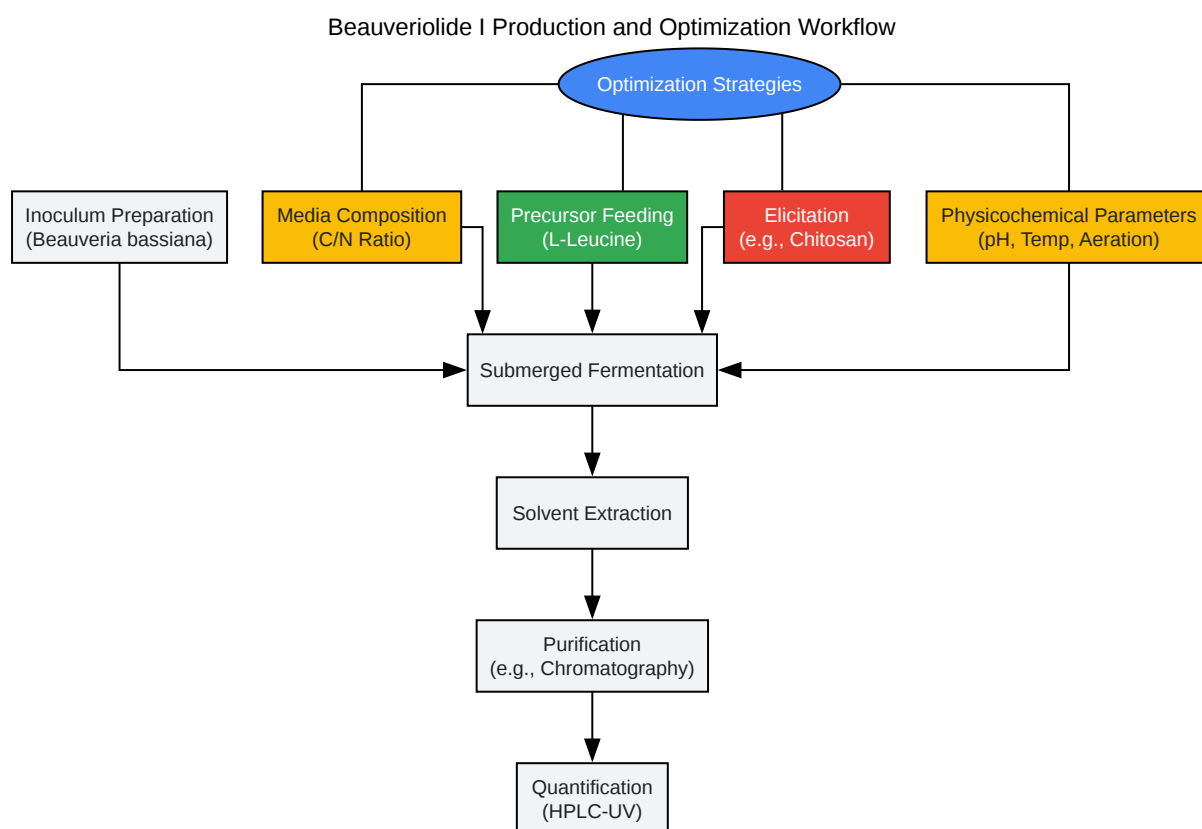 Beauveriolide I Production and Optimization Workflow
Optimization Strategies
Inoculum Preparation
(Beauveria bassiana)
Media Composition
(C/N Ratio)
Precursor Feeding
(L-Leucine)
Elicitation
(e.g., Chitosan)
Physicochemical Parameters
(pH, Temp, Aeration)
Submerged Fermentation
Solvent Extraction
Purification
(e.g., Chromatography)
Quantification
(HPLC-UV)